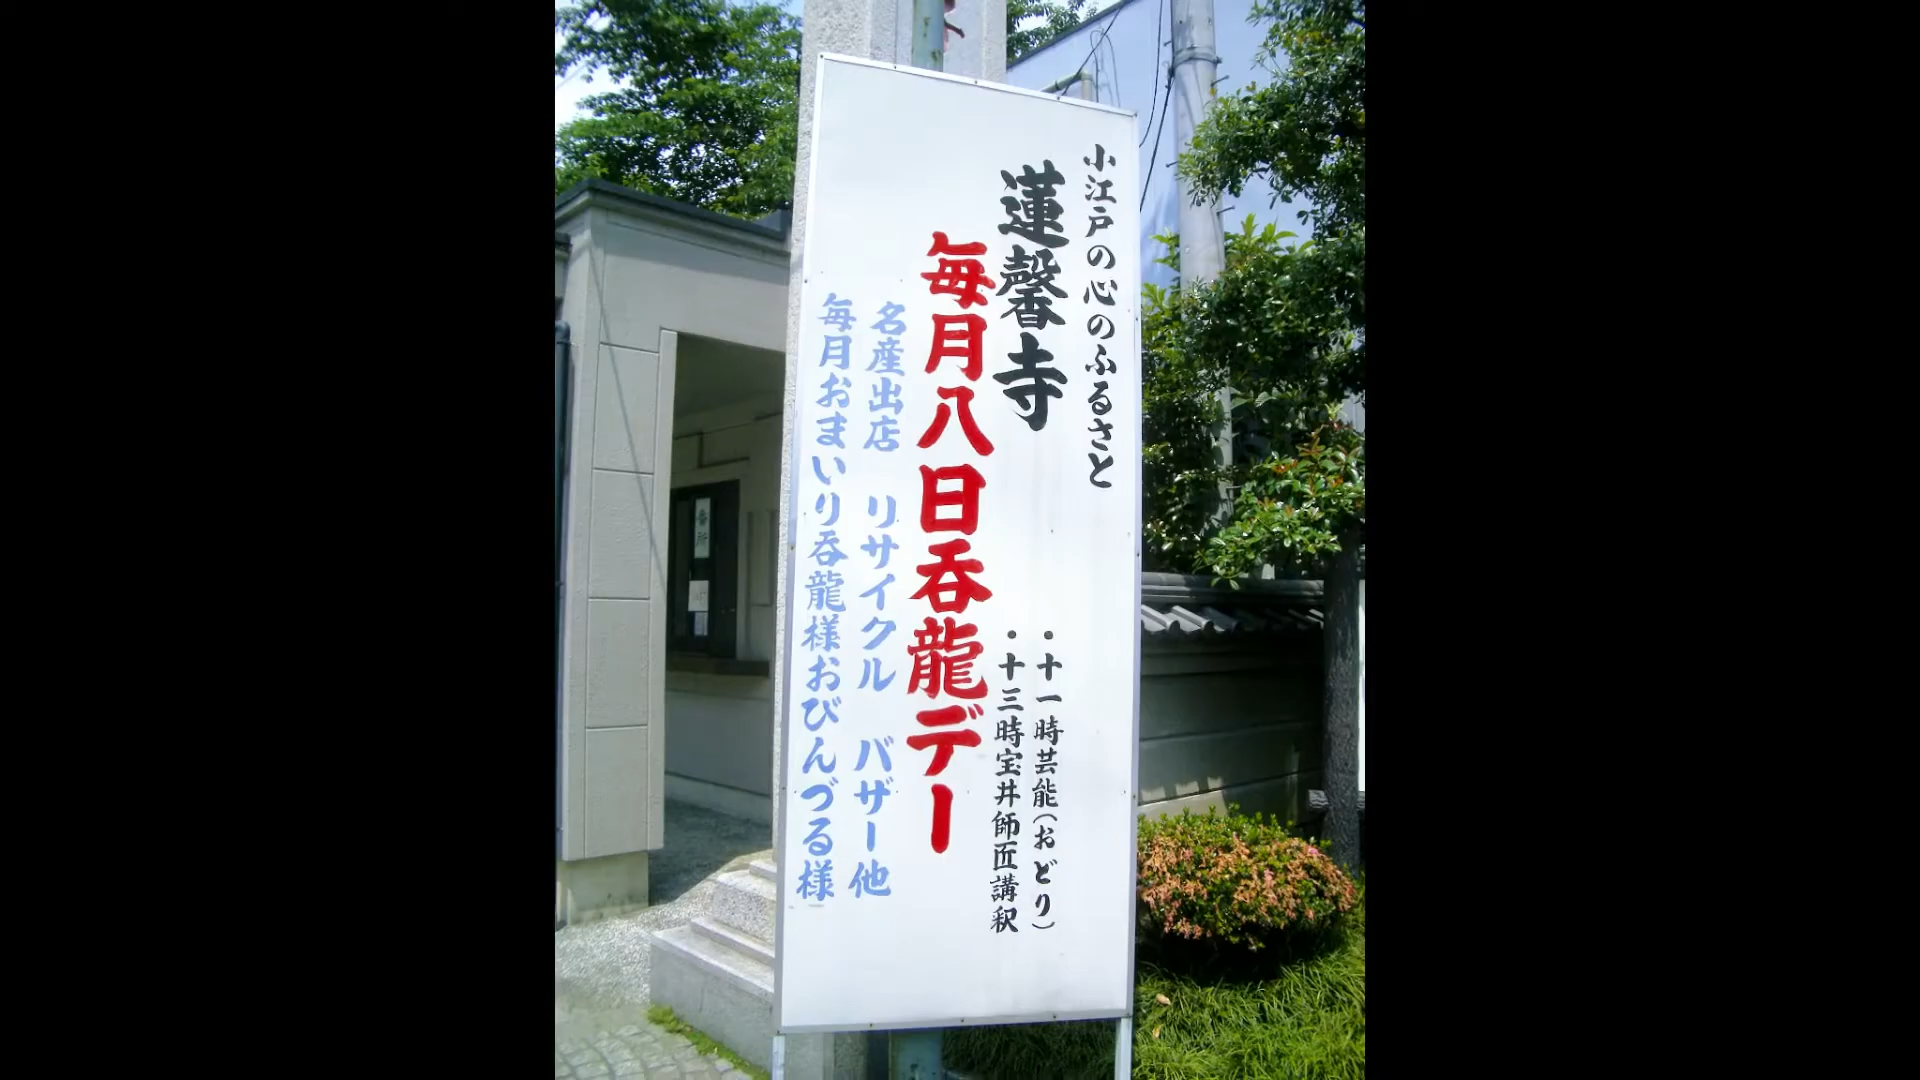 小江戸の心のふるさと
蓮馨寺
・十一時芸能(おどり)
・十三時宝井師匠講釈
毎月八日呑龍デー
名産出店 リサイクル バザー他
毎月おまいり呑龍様おびんづる様